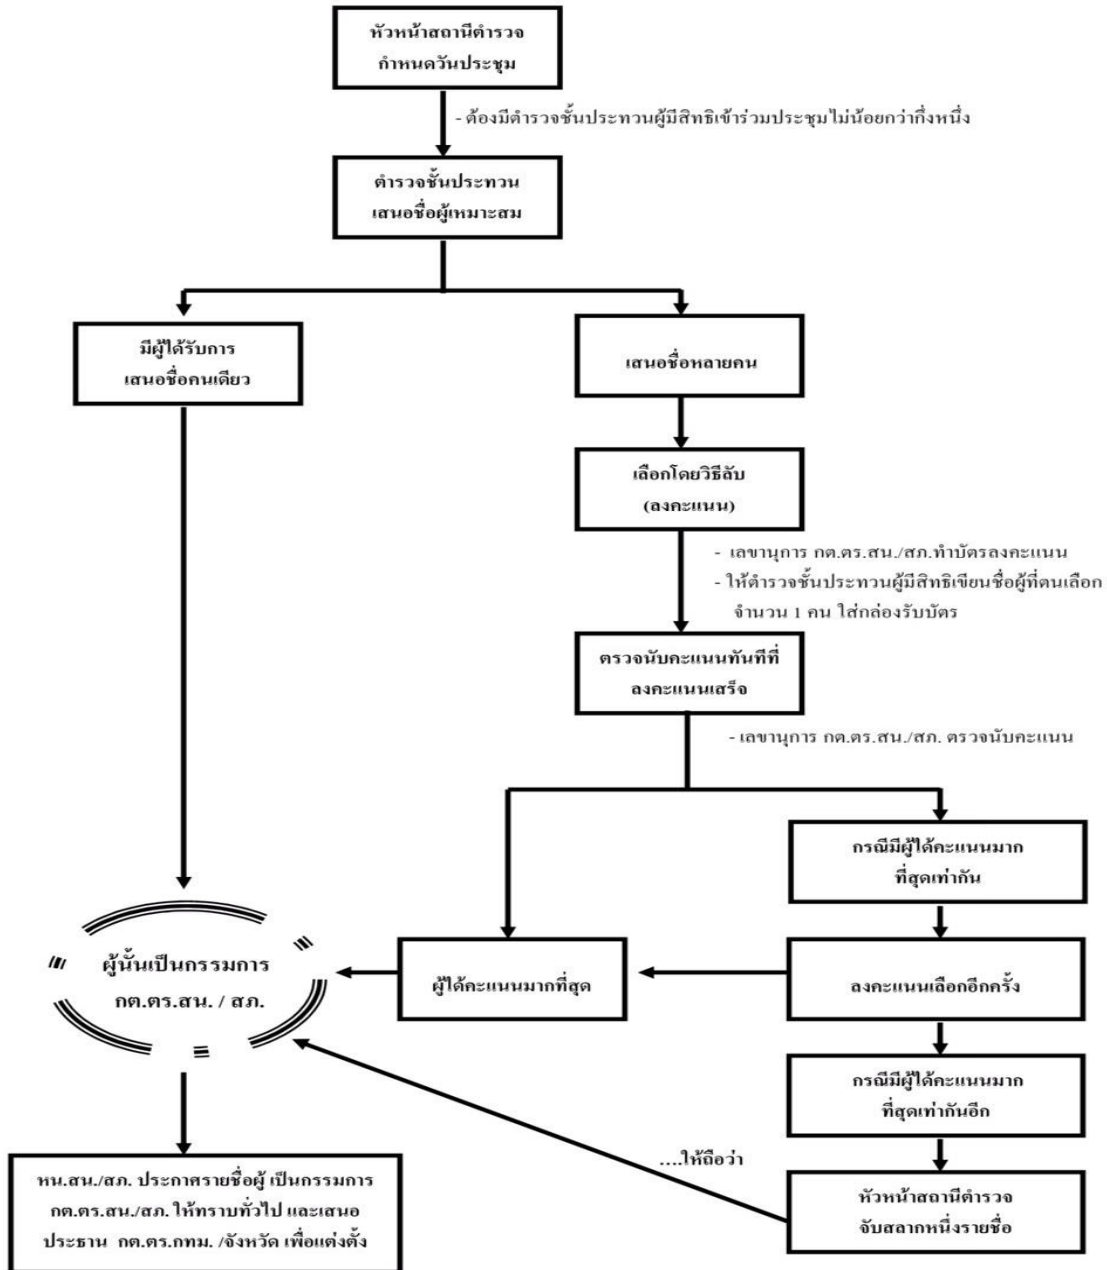 หัวหน้าสถานีตำรวจ
กำหนดวันประชุม
- ต้องมีตำรวจชั้นประทวนผู้มีสิทธิเข้าร่วมประชุมไม่น้อยกว่ากึ่งหนึ่ง
ตำรวจชั้นประทวน
เสนอชื่อผู้เหมาะสม
มีผู้ได้รับการ
เสนอชื่อคนเดียว
เสนอชื่อหลายคน
เลือกโดยวิธีลับ
(ลงคะแนน)
- เลขานุการ กต.ตร.สน./สภ.ทำบัตรลงคะแนน
- ให้ตำรวจชั้นประทวนผู้มีสิทธิเขียนชื่อผู้ที่ตนเลือก
จำนวน 1 คน ใส่กล่องรับบัตร
ตรวจนับคะแนนทันทีที่
ลงคะแนนเสร็จ
- เลขานุการ กต.ตร.สน./สภ. ตรวจนับคะแนน
กรณีมีผู้ได้คะแนนมาก
ที่สุดเท่ากัน
ผู้นั้นเป็นกรรมการ
กต.ตร.สน. / สภ.
ผู้ได้คะแนนมากที่สุด
ลงคะแนนเลือกอีกครั้ง
กรณีมีผู้ได้คะแนนมาก
ที่สุดเท่ากันอีก
....ให้ถือว่า
หัวหน้าสถานีตำรวจ
จับสลากหนึ่งรายชื่อ
หน.สน./สภ. ประกาศรายชื่อผู้ เป็นกรรมการ
กต.ตร.สน./สภ. ให้ทราบทั่วไป และเสนอ
ประธาน กต.ตร.กทม. /จังหวัด เพื่อแต่งตั้ง